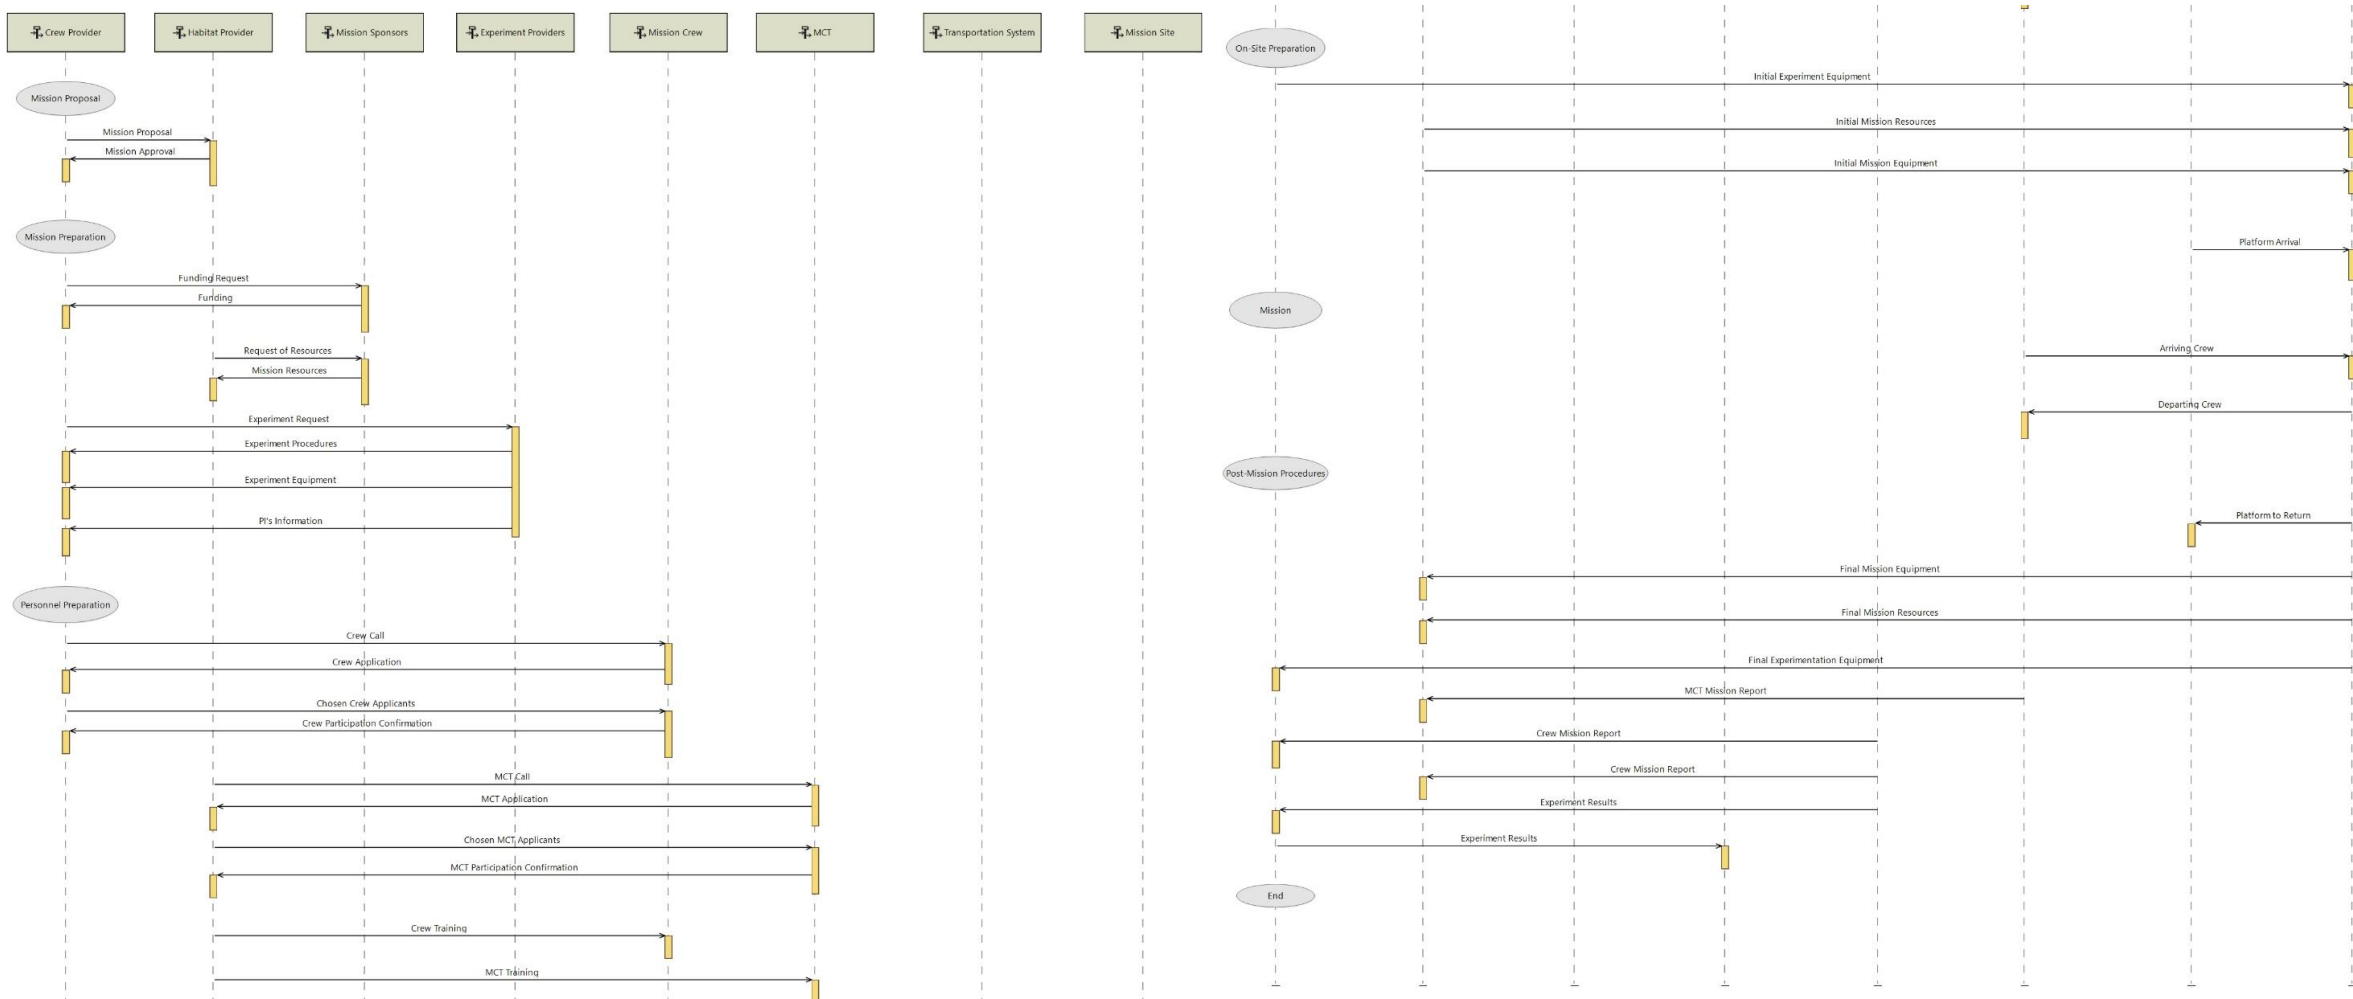 Crew Provider
Habitat Provider
Mission Sponsors
Experiment Providers
Mission Crew
MCT
Transportation System
Mission Site
Mission Proposal
Mission Proposal
Mission Approval
Mission Preparation
Funding Request
Funding
Request of Resources
Mission Resources
Experiment Request
Experiment Procedures
Experiment Equipment
PI's Information
Personnel Preparation
Crew Call
Crew Application
Chosen Crew Applicants
Crew Participation Confirmation
MCT Call
MCT Application
Chosen MCT Applicants
MCT Participation Confirmation
Crew Training
MCT Training
On-Site Preparation
Initial Experiment Equipment
Initial Mission Resources
Initial Mission Equipment
Platform Arrival
Mission
Arriving Crew
Departing Crew
Post-Mission Procedures
Platform to Return
Final Mission Equipment
Final Mission Resources
Final Experimentation Equipment
MCT Mission Report
Crew Mission Report
Crew Mission Report
Experiment Results
Experiment Results
End